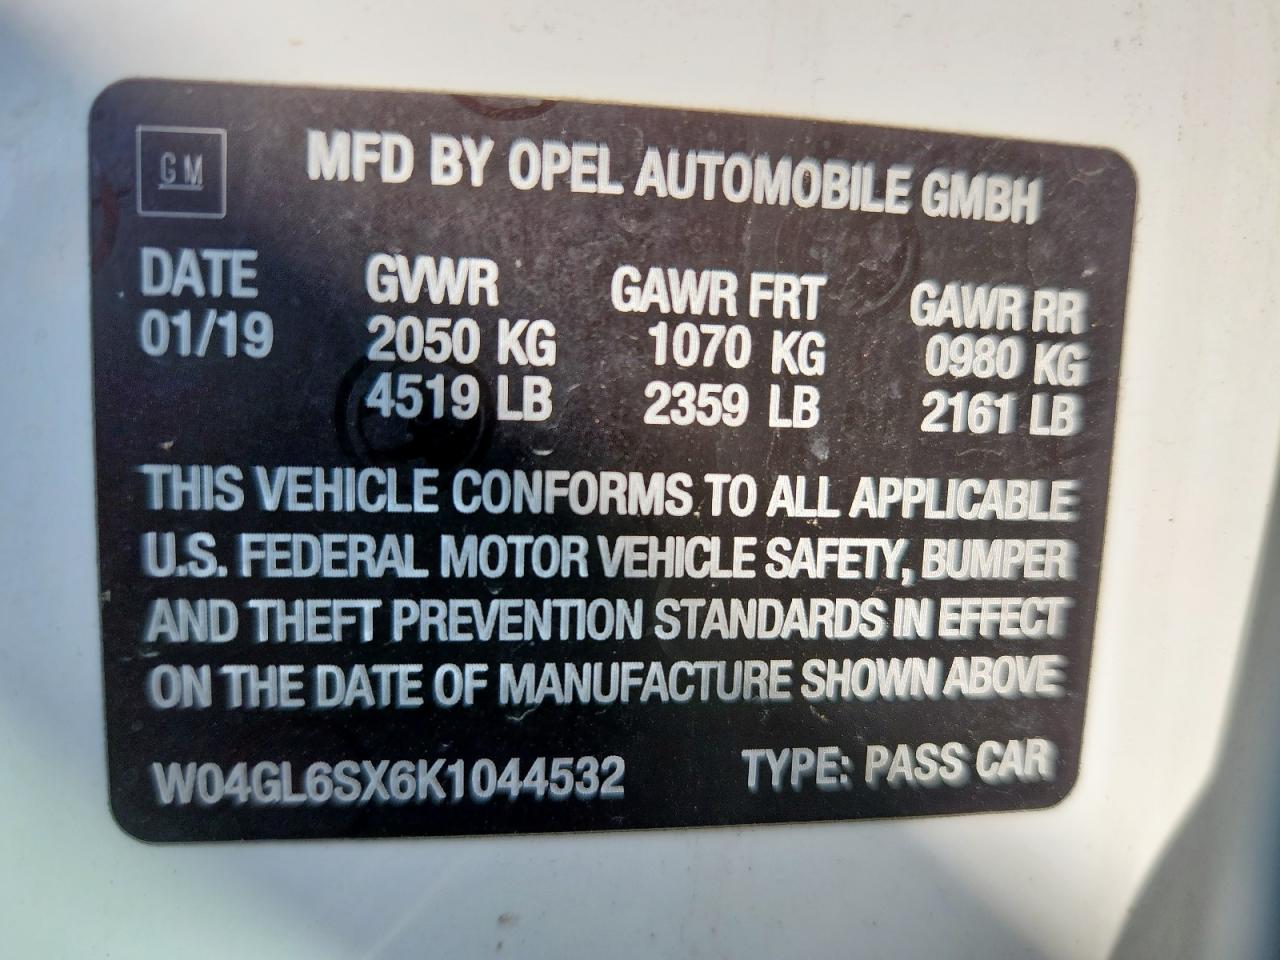 GM
MFD BY OPEL AUTOMOBILE GMBH
DATE GVWR GAWR FRT GAWR RR
01/19 2050 KG 1070 KG 0980 KG
4519 LB 2359 LB 2161 LB
THIS VEHICLE CONFORMS TO ALL APPLICABLE
U.S. FEDERAL MOTOR VEHICLE SAFETY, BUMPER
AND THEFT PREVENTION STANDARDS IN EFFECT
ON THE DATE OF MANUFACTURE SHOWN ABOVE
W04GL6SX6K1044532 TYPE: PASS CAR